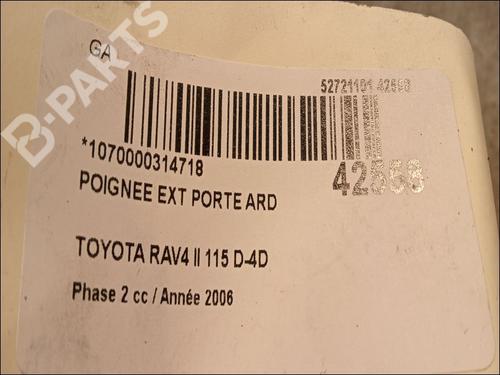 B-PARTS
GA
52721101 42568
*1070000314718
42568
POIGNEE EXT PORTE ARD
TOYOTA RAV4 II 115 D-4D
Phase 2 cc / Année 2006